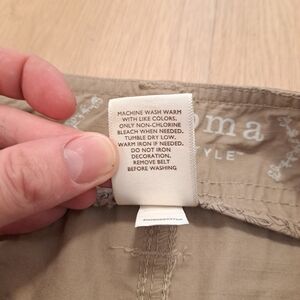 MACHINE WASH WARM
WITH LIKE COLORS,
ONLY NON-CHLORINE
BLEACH WHEN NEEDED.
TUMBLE DRY LOW.
WARM IRON IF NEEDED.
DO NOT IRON
DECORATION.
REMOVE BELT
BEFORE WASHING
oma
STYLE